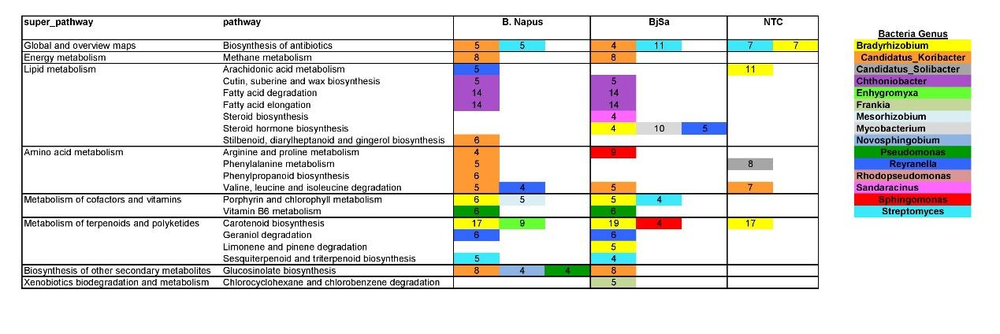 super_pathway pathway B. Napus BjSa NTC
Bacteria Genus
Global and overview maps Biosynthesis of antibiotics 5 5 4 11 7 7 Bradyrhizobium
Energy metabolism Methane metabolism 8 8 Candidatus_Koribacter
Lipid metabolism Arachidonic acid metabolism 5 11 Candidatus_Solibacter
Cutin, suberine and wax biosynthesis 5 5 Chthoniobacter
Fatty acid degradation 14 14 Enhygromyxa
Fatty acid elongation 14 14 Frankia
Steroid biosynthesis 4 Mesorhizobium
Steroid hormone biosynthesis 4 10 5 Mycobacterium
Stilbenoid, diarylheptanoid and gingerol biosynthesis 6 Novosphingobium
Amino acid metabolism Arginine and proline metabolism 4 9 Pseudomonas
Phenylalanine metabolism 5 8 Reyranella
Phenylpropanoid biosynthesis 6 Rhodopseudomonas
Valine, leucine and isoleucine degradation 5 4 5 7 Sandaracinus
Metabolism of cofactors and vitamins Porphyrin and chlorophyll metabolism 6 5 5 4 Sphingomonas
Vitamin B6 metabolism 6 6 Streptomyces
Metabolism of terpenoids and polyketides Carotenoid biosynthesis 17 9 19 4 17
Geraniol degradation 6 6
Limonene and pinene degradation 5
Sesquiterpenoid and triterpenoid biosynthesis 5 4
Biosynthesis of other secondary metabolites Glucosinolate biosynthesis 8 4 4 8
Xenobiotics biodegradation and metabolism Chlorocyclohexane and chlorobenzene degradation 5